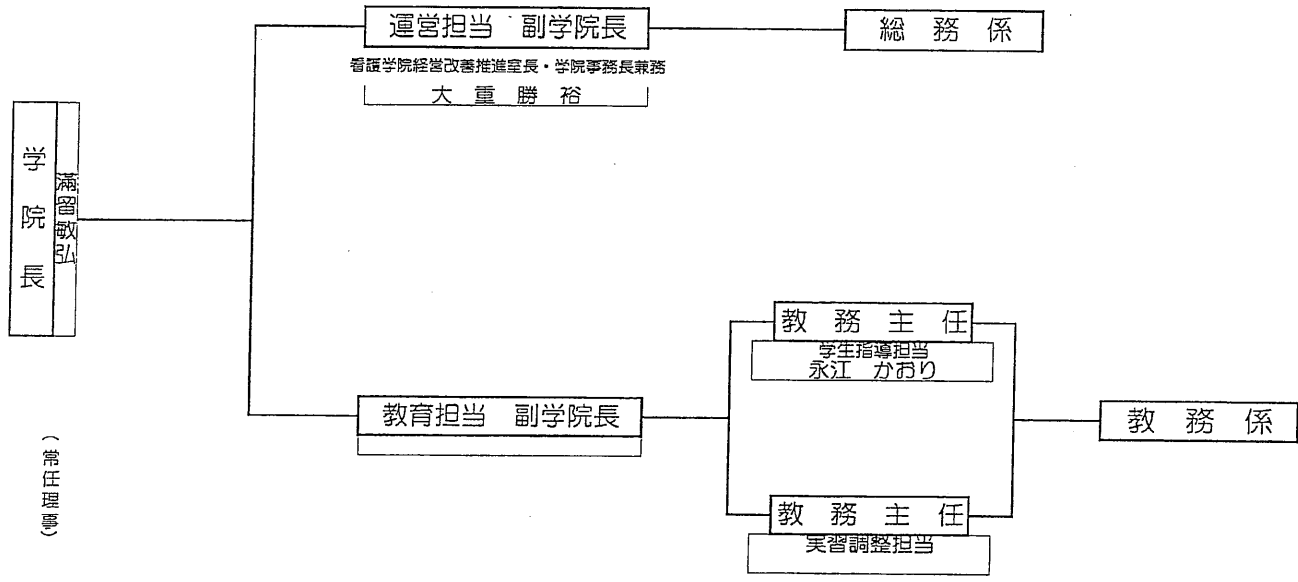 学院長
滿留敏弘
(常任理事)
運営担当 副学院長
看護学院経営改善推進室長・学院事務長兼務
大重勝裕
総務係
教育担当 副学院長
教務主任
学生指導担当
永江 かおり
教務主任
実習調整担当
教務係